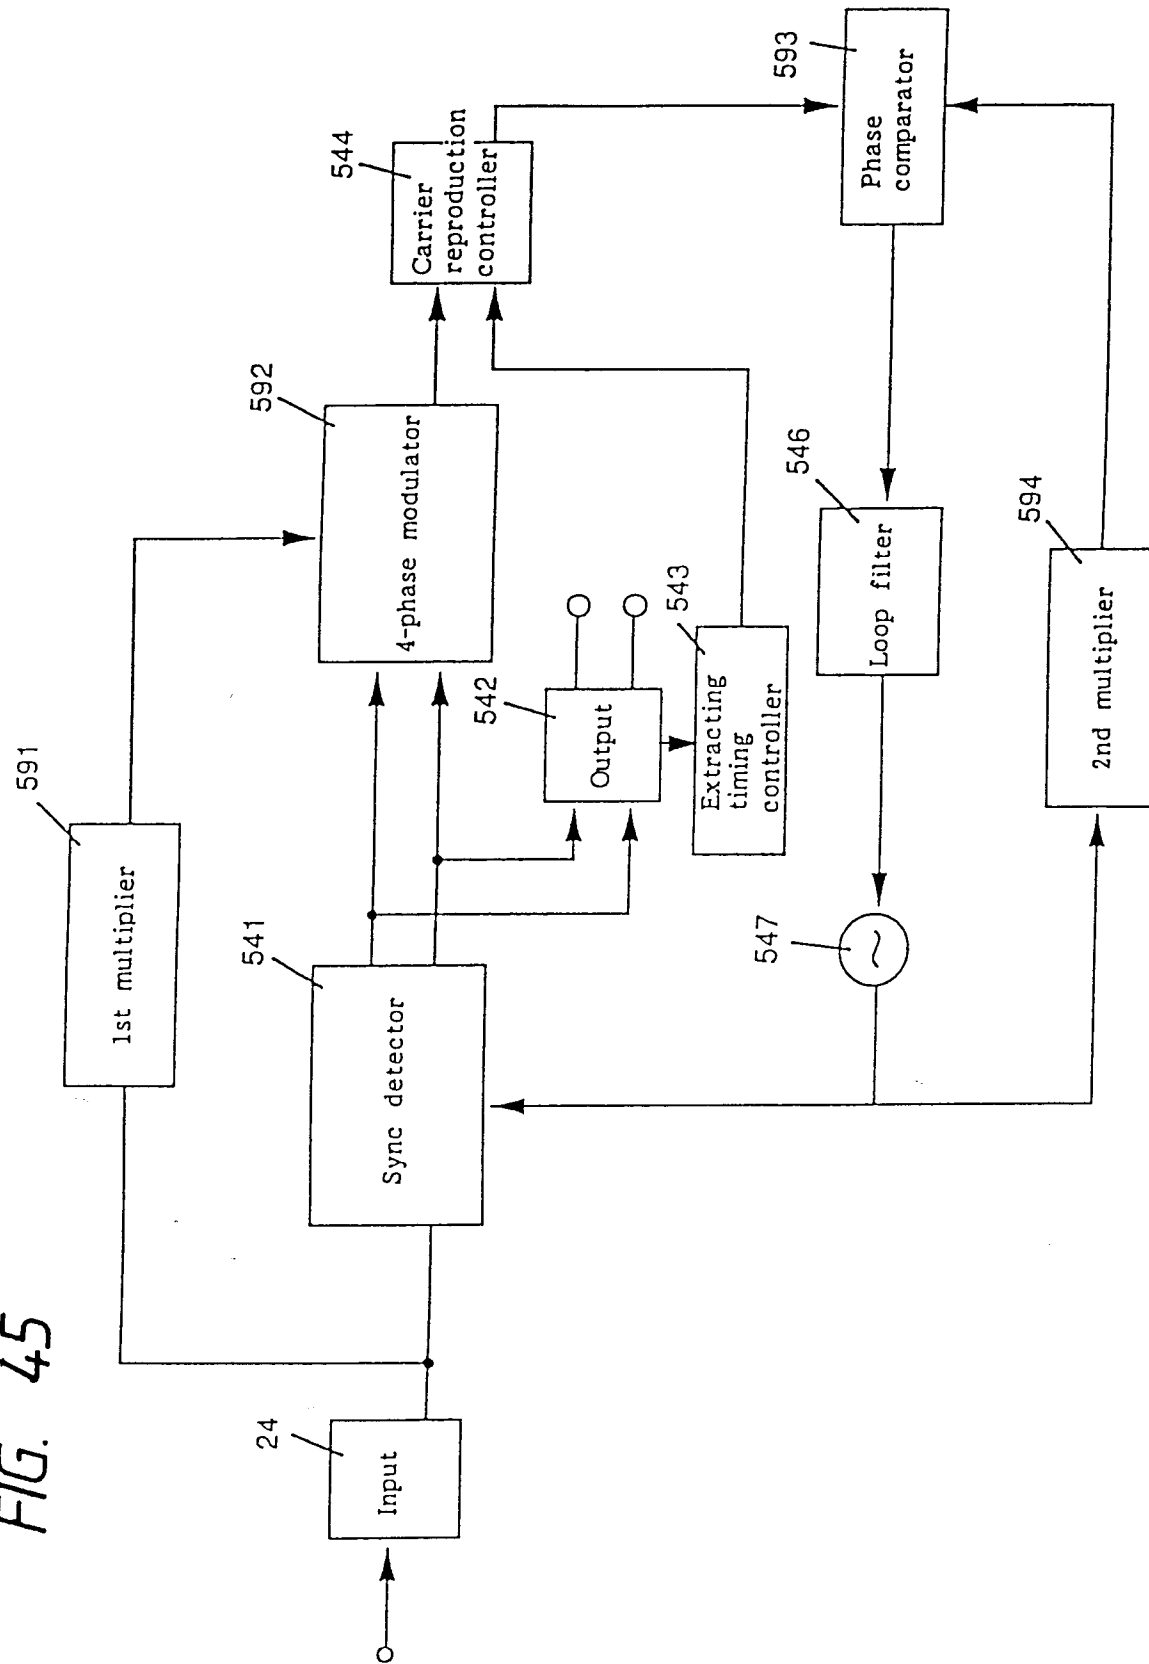 FIG. 45
591
1st multiplier
592
4-phase modulator
544
Carrier
reproduction
controller
593
Phase
comparator
24
Input
541
Sync detector
542
Output
543
Extracting
timing
controller
547
~
546
Loop filter
594
2nd multiplier